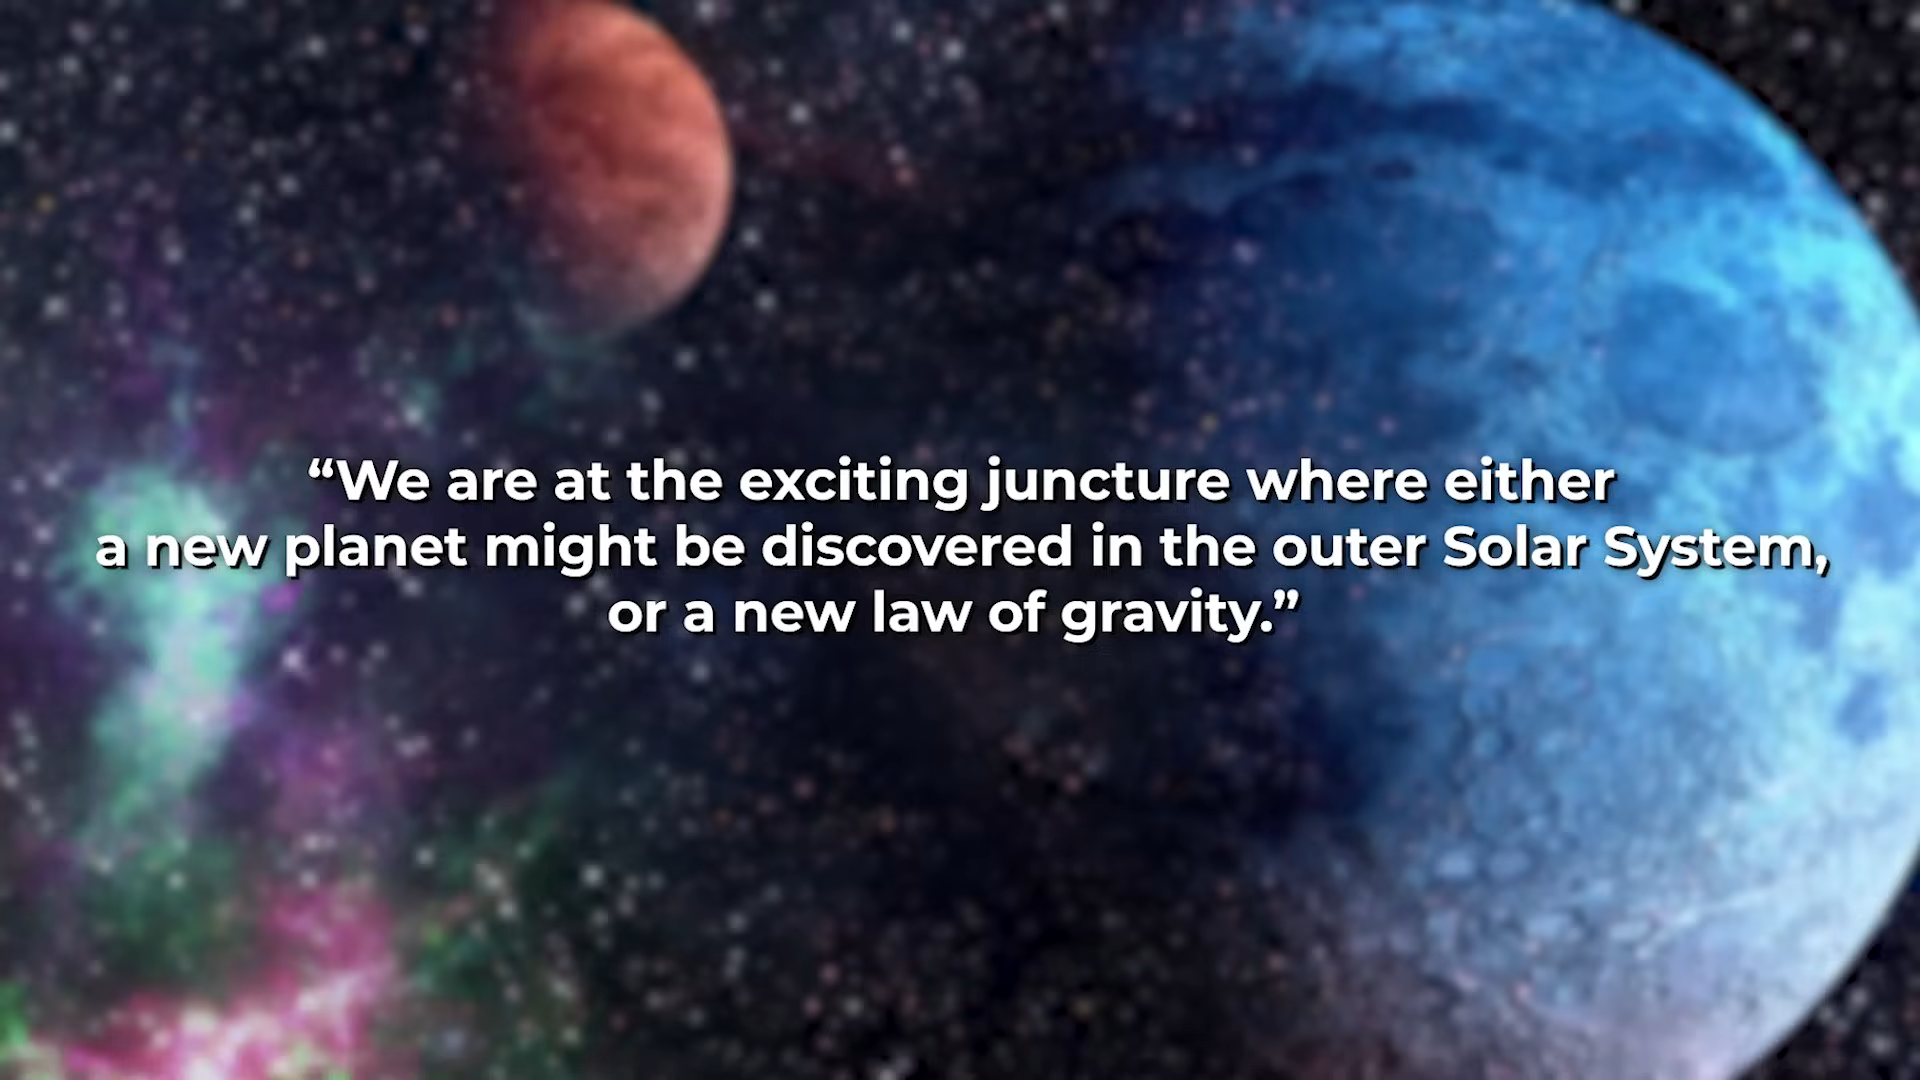 “We are at the exciting juncture where either
a new planet might be discovered in the outer Solar System,
or a new law of gravity.”